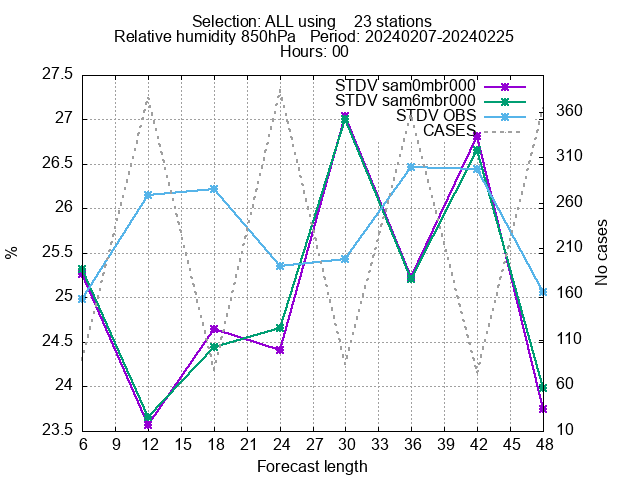 Selection: ALL using    23 stations
Relative humidity 850hPa   Period: 20240207-20240225
Hours: 00
27.5
27
26.5
26
25.5
25
24.5
24
23.5
%
STDV sam0mbr000
STDV sam6mbr000
STDV OBS
CASES
360
310
260
210
160
110
60
10
No cases
6 9 12 15 18 21 24 27 30 33 36 39 42 45 48
Forecast length